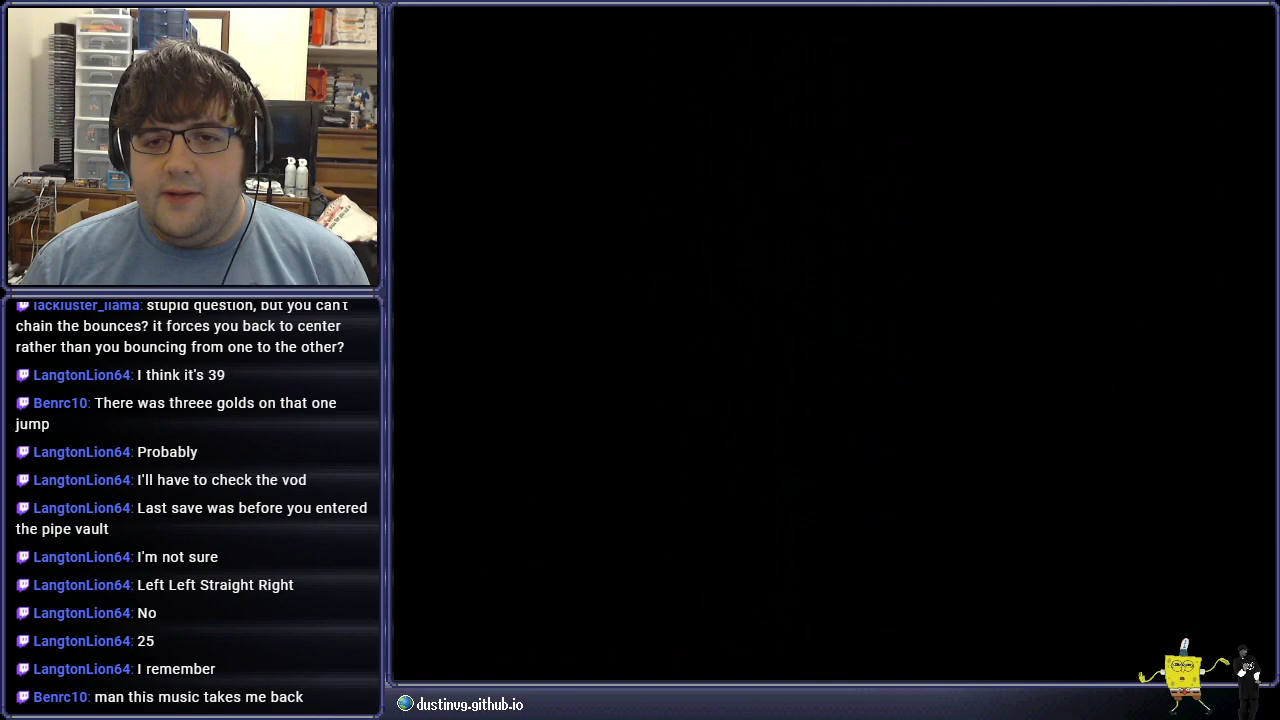 lackluster_llama: stupid question, but you can't
chain the bounces? it forces you back to center
rather than you bouncing from one to the other?
LangtonLion64: I think it's 39
Benrc10: There was threee golds on that one
jump
LangtonLion64: Probably
LangtonLion64: I'll have to check the vod
LangtonLion64: Last save was before you entered
the pipe vault
LangtonLion64: I'm not sure
LangtonLion64: Left Left Straight Right
LangtonLion64: No
LangtonLion64: 25
LangtonLion64: I remember
Benrc10: man this music takes me back
dustinvg.github.io